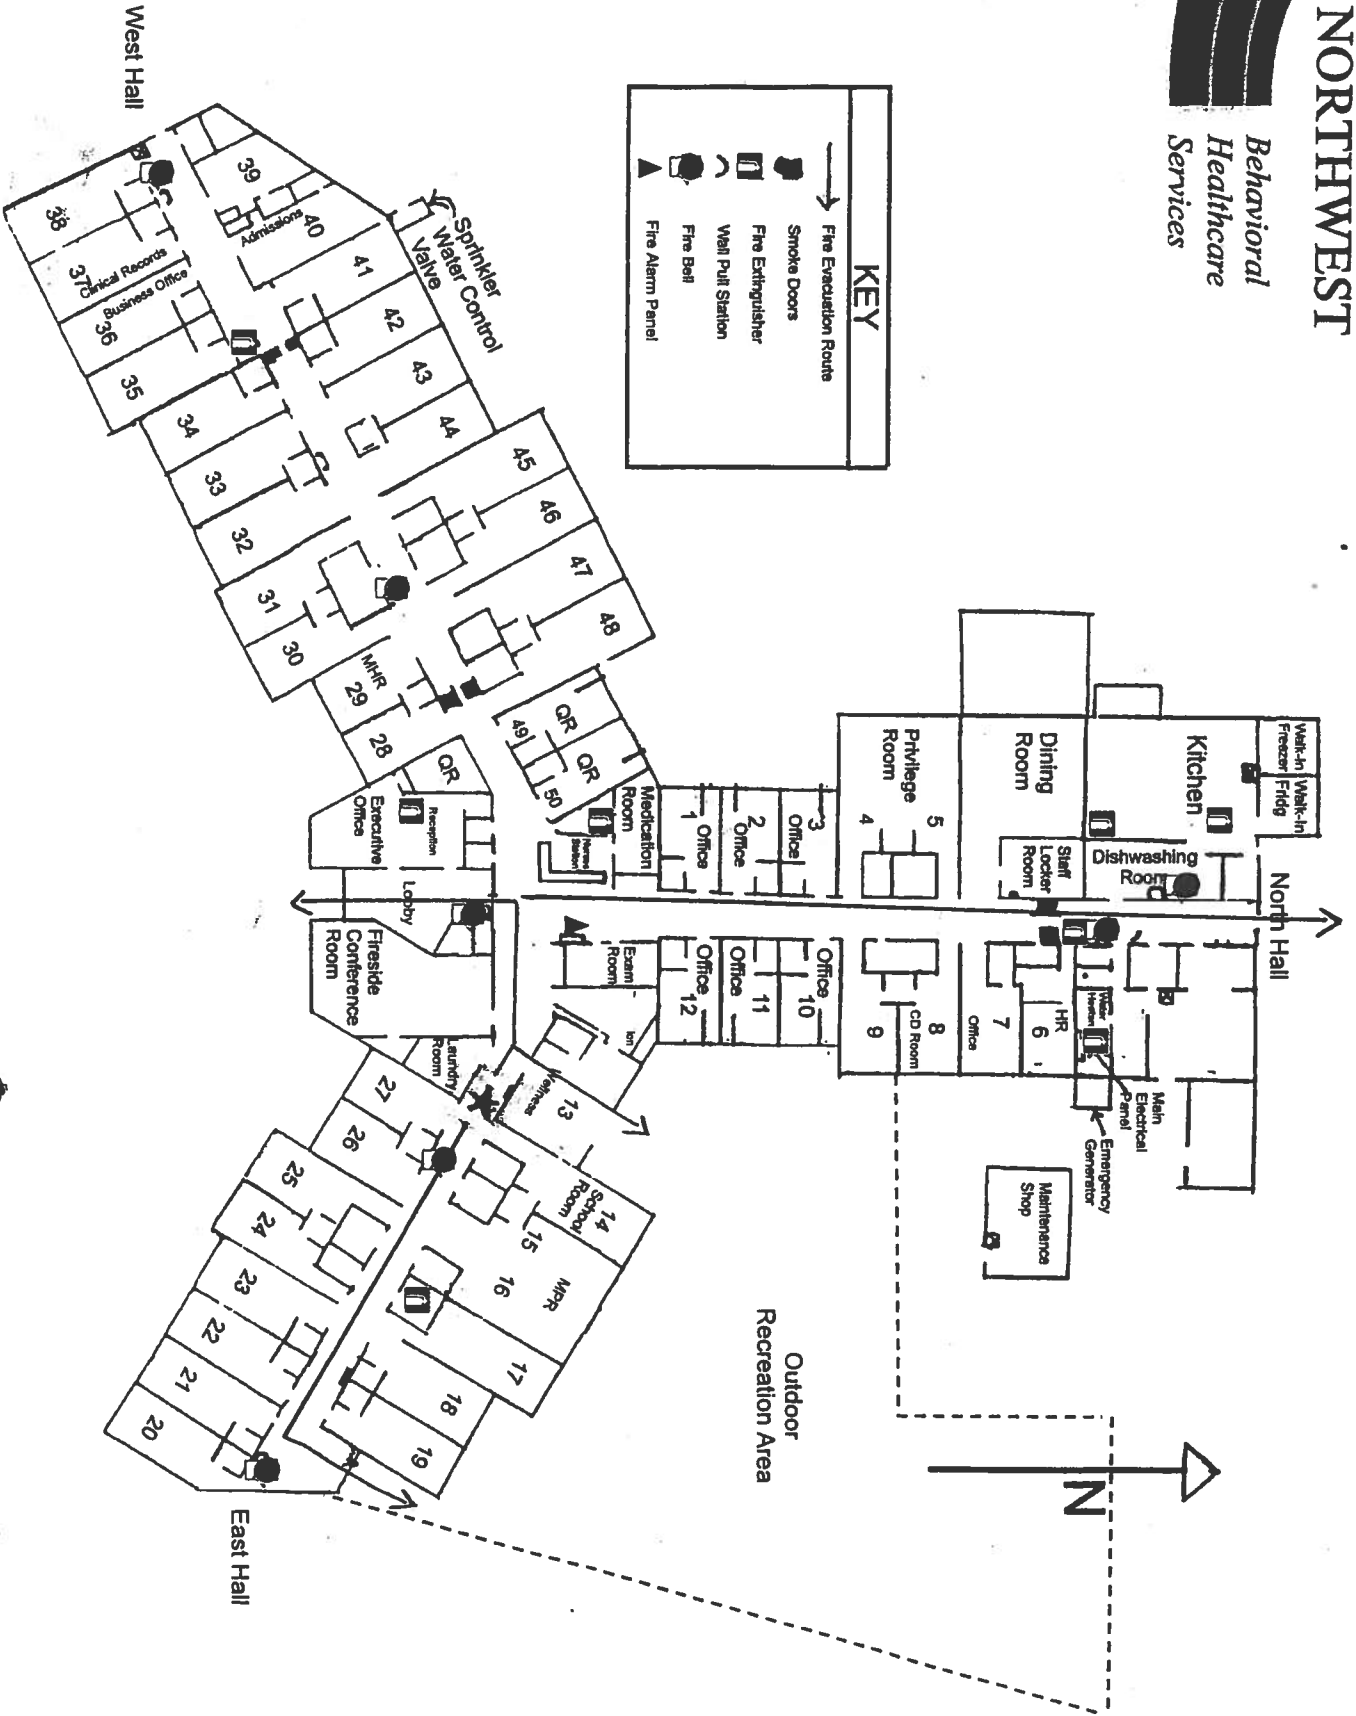 NORTHWEST
Behavioral
Healthcare
Services
KEY
Fire Evacuation Route
Smoke Doors
Fire Extinguisher
Wall Pull Station
Fire Bell
Fire Alarm Panel
West Hall
Sprinkler
Water Control
Valve
39
Admissions
40
41
42
43
44
45
46
47
48
38
37
Clinical Records
Business Office
36
35
34
33
32
31
30
MHR
29
28
QR
49
QR
50
QR
Walk-In
Freezer
Walk-In
Fridg
Kitchen
Dining
Room
Privilege
Room
5
4
Staff
Locker
Room
Dishwashing
Room
North Hall
3
Office
2
Office
1
Office
Medication
Room
Nurses
Station
Reception
Executive
Office
Lobby
Fireside
Conference
Room
Exam
Room
Office
12
Office
11
Office
10
9
8
CD Room
Office
7
HR
6
Water
Heater
Main
Electrical
Panel
Emergency
Generator
Maintenance
Shop
Laundry
Room
Wellness
13
14
School
Room
15
16
MPR
17
18
19
27
26
25
24
23
22
21
20
East Hall
Outdoor
Recreation Area
N